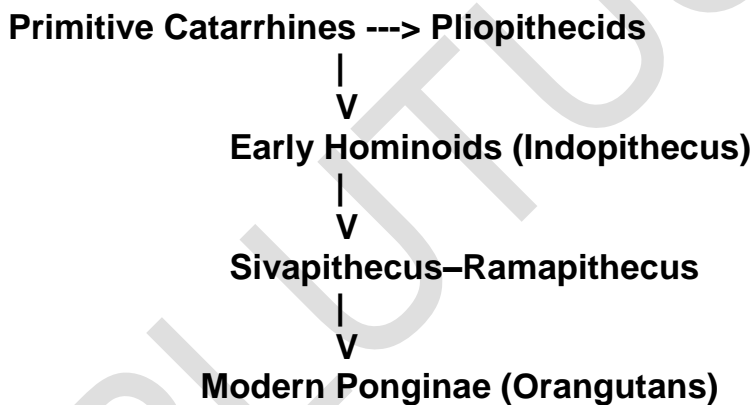 Primitive Catarrhines ---> Pliopithecids
|
V
Early Hominoids (Indopithecus)
|
V
Sivapithecus–Ramapithecus
|
V
Modern Ponginae (Orangutans)